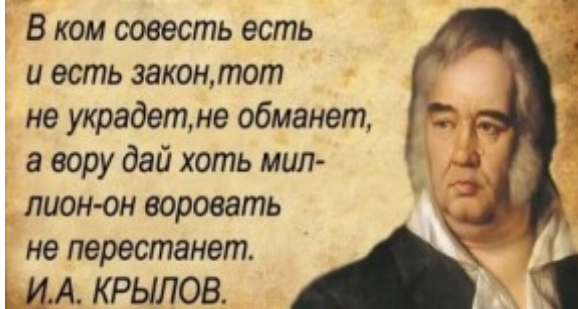 В ком совесть есть
и есть закон,тот
не украдет,не обманет,
а вору дай хоть мил-
лион-он воровать
не перестанет.
И.А. КРЫЛОВ.